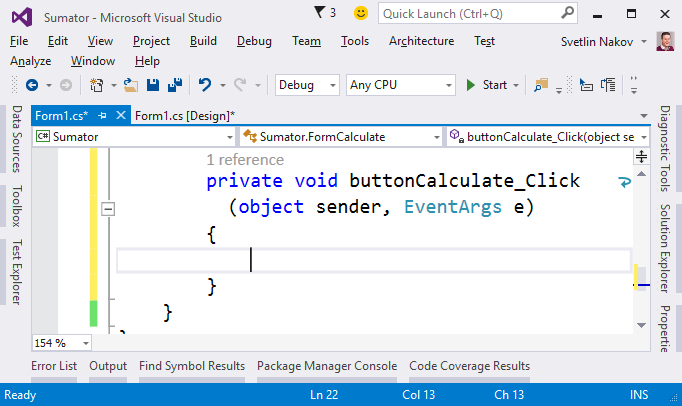 Sumator - Microsoft Visual Studio
3
Quick Launch (Ctrl+Q)
File Edit View Project Build Debug Team Tools Architecture Test
Svetlin Nakov
Analyze Window Help
Debug Any CPU Start
Form1.cs* Form1.cs [Design]*
C# Sumator Sumator.FormCalculate buttonCalculate_Click(object se
Data Sources
Toolbox
Test Explorer
1 reference
private void buttonCalculate_Click
(object sender, EventArgs e)
{
}
}
}
154 %
Diagnostic Tools
Solution Explorer
Propertie
Error List Output Find Symbol Results Package Manager Console Code Coverage Results
Ready Ln 22 Col 13 Ch 13 INS